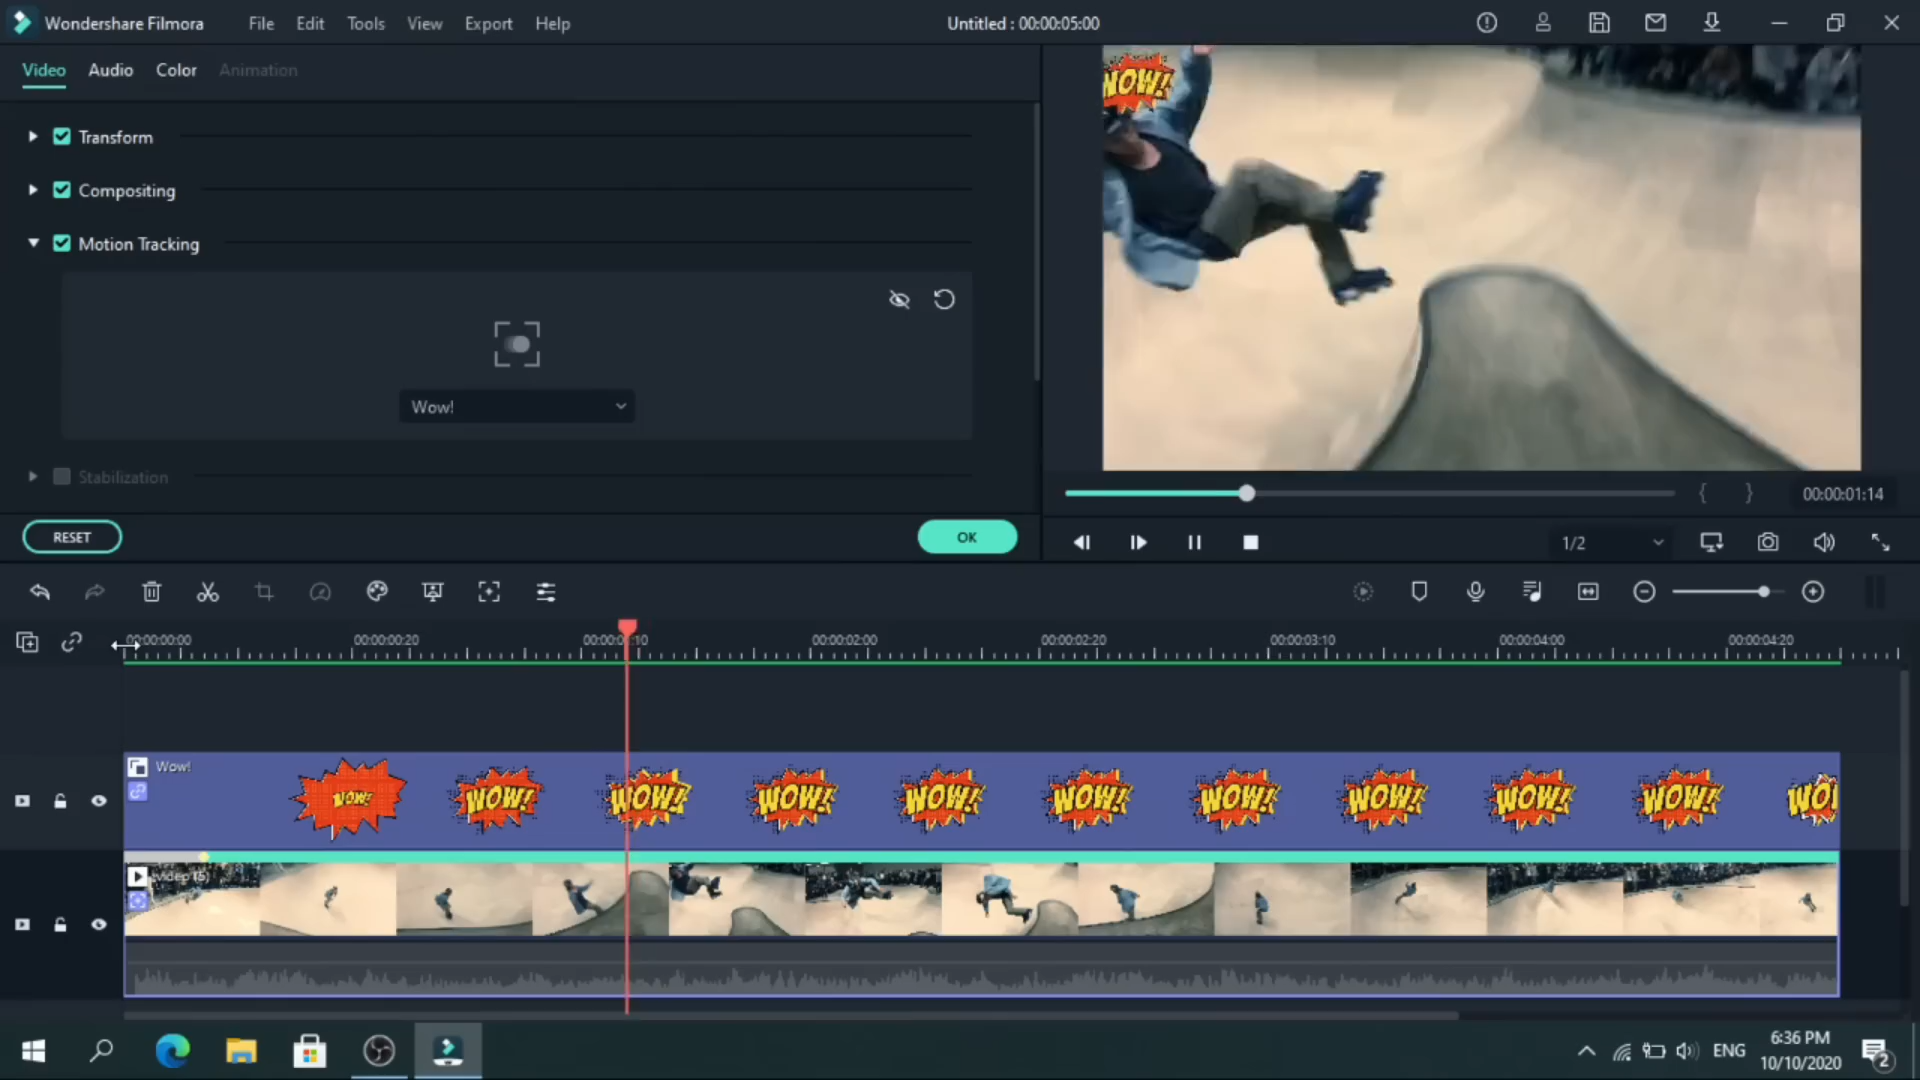 Wondershare Filmora File Edit Tools View Export Help Untitled : 00:00:05:00
Video Audio Color Animation
WOW!
Transform
Compositing
Motion Tracking
Wow!
Stabilization
{ } 00:00:01:14
RESET OK
1/2
00:00:00:00 00:00:00:20 00:00:01:10 00:00:02:00 00:00:02:20 00:00:03:10 00:00:04:00 00:00:04:20
Wow!
WOW! WOW! WOW! WOW! WOW! WOW! WOW! WOW! WOW! WOW! WO
(5)
ENG 6:36 PM
10/10/2020 2